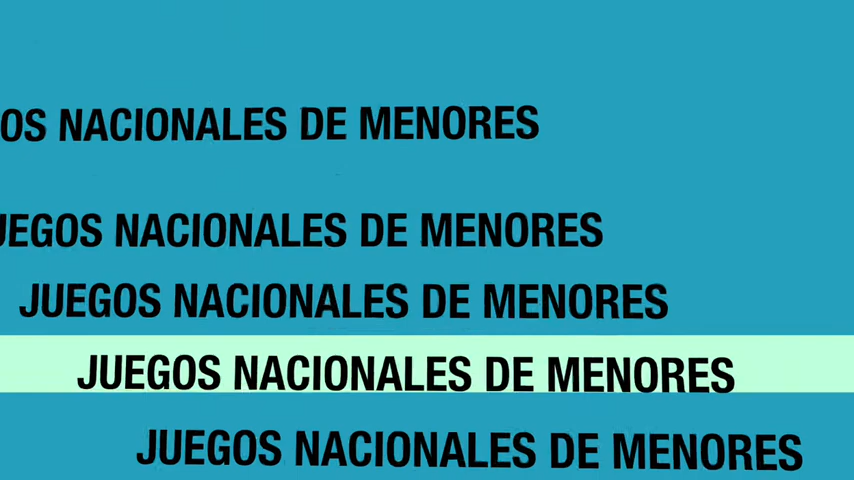 OS NACIONALES DE MENORES
UEGOS NACIONALES DE MENORES
JUEGOS NACIONALES DE MENORES
JUEGOS NACIONALES DE MENORES
JUEGOS NACIONALES DE MENORES